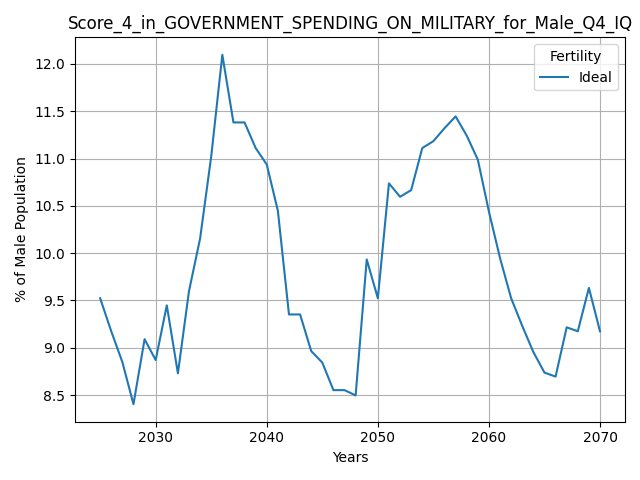 Score_4_in_GOVERNMENT_SPENDING_ON_MILITARY_for_Male_Q4_IQ
Fertility
Ideal
12.0
11.5
11.0
10.5
10.0
9.5
9.0
8.5
% of Male Population
2030 2040 2050 2060 2070
Years